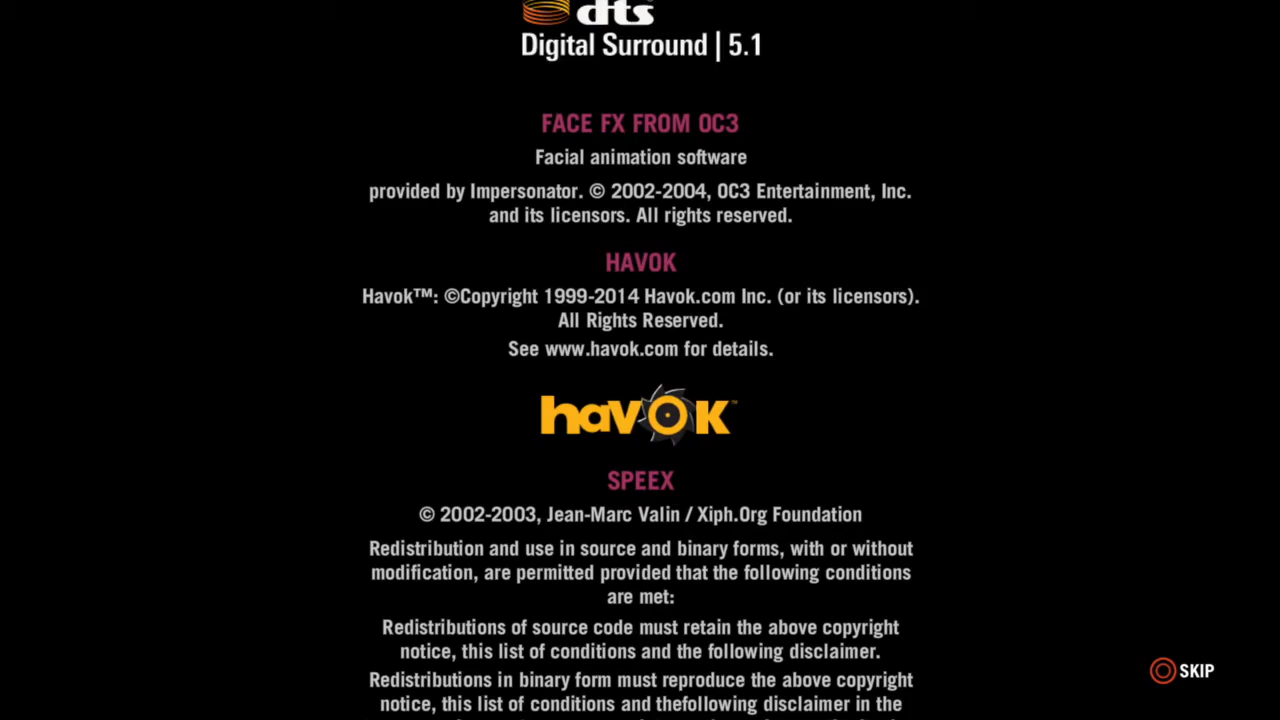 dts
Digital Surround | 5.1
FACE FX FROM OC3
Facial animation software
provided by Impersonator. © 2002-2004, OC3 Entertainment, Inc.
and its licensors. All rights reserved.
HAVOK
Havok™: ©Copyright 1999-2014 Havok.com Inc. (or its licensors).
All Rights Reserved.
See www.havok.com for details.
havok™
SPEEX
© 2002-2003, Jean-Marc Valin / Xiph.Org Foundation
Redistribution and use in source and binary forms, with or without
modification, are permitted provided that the following conditions
are met:
Redistributions of source code must retain the above copyright
notice, this list of conditions and the following disclaimer.
SKIP
Redistributions in binary form must reproduce the above copyright
notice, this list of conditions and thefollowing disclaimer in the